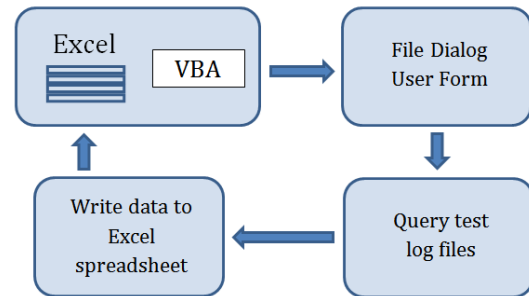 Excel
VBA
File Dialog
User Form
Write data to
Excel
spreadsheet
Query test
log files